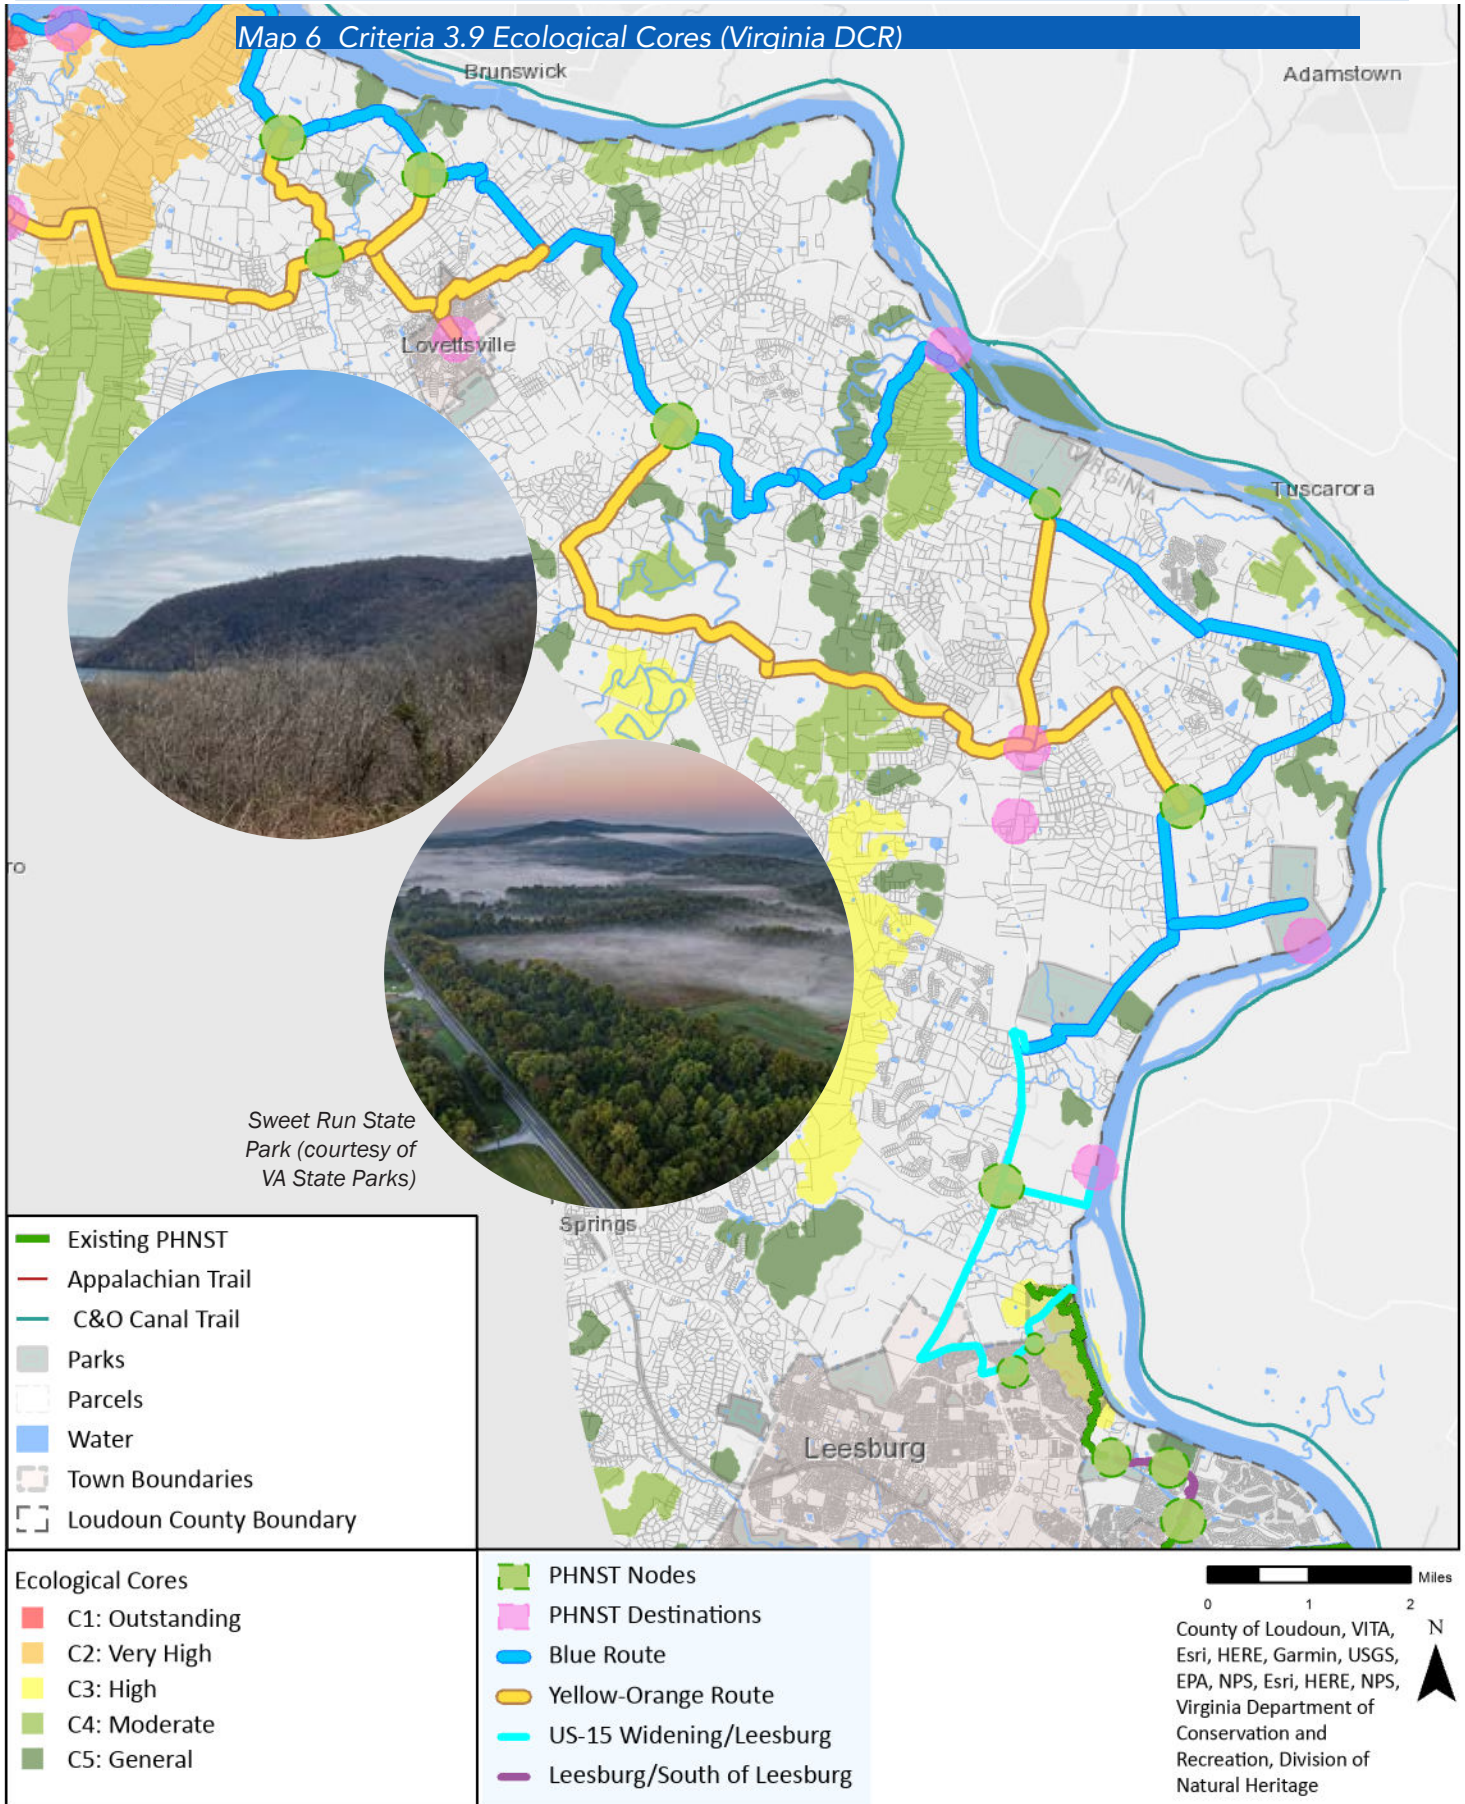 Map 6  Criteria 3.9 Ecological Cores (Virginia DCR)
Brunswick
Adamstown
Lovettsville
VIRGINIA
Tuscarora
ro
Sweet Run State
Park (courtesy of
VA State Parks)
Springs
Leesburg
Existing PHNST
Appalachian Trail
C&O Canal Trail
Parks
Parcels
Water
Town Boundaries
Loudoun County Boundary
Ecological Cores
C1: Outstanding
C2: Very High
C3: High
C4: Moderate
C5: General
PHNST Nodes
PHNST Destinations
Blue Route
Yellow-Orange Route
US-15 Widening/Leesburg
Leesburg/South of Leesburg
Miles
0 1 2
N
County of Loudoun, VITA,
Esri, HERE, Garmin, USGS,
EPA, NPS, Esri, HERE, NPS,
Virginia Department of
Conservation and
Recreation, Division of
Natural Heritage